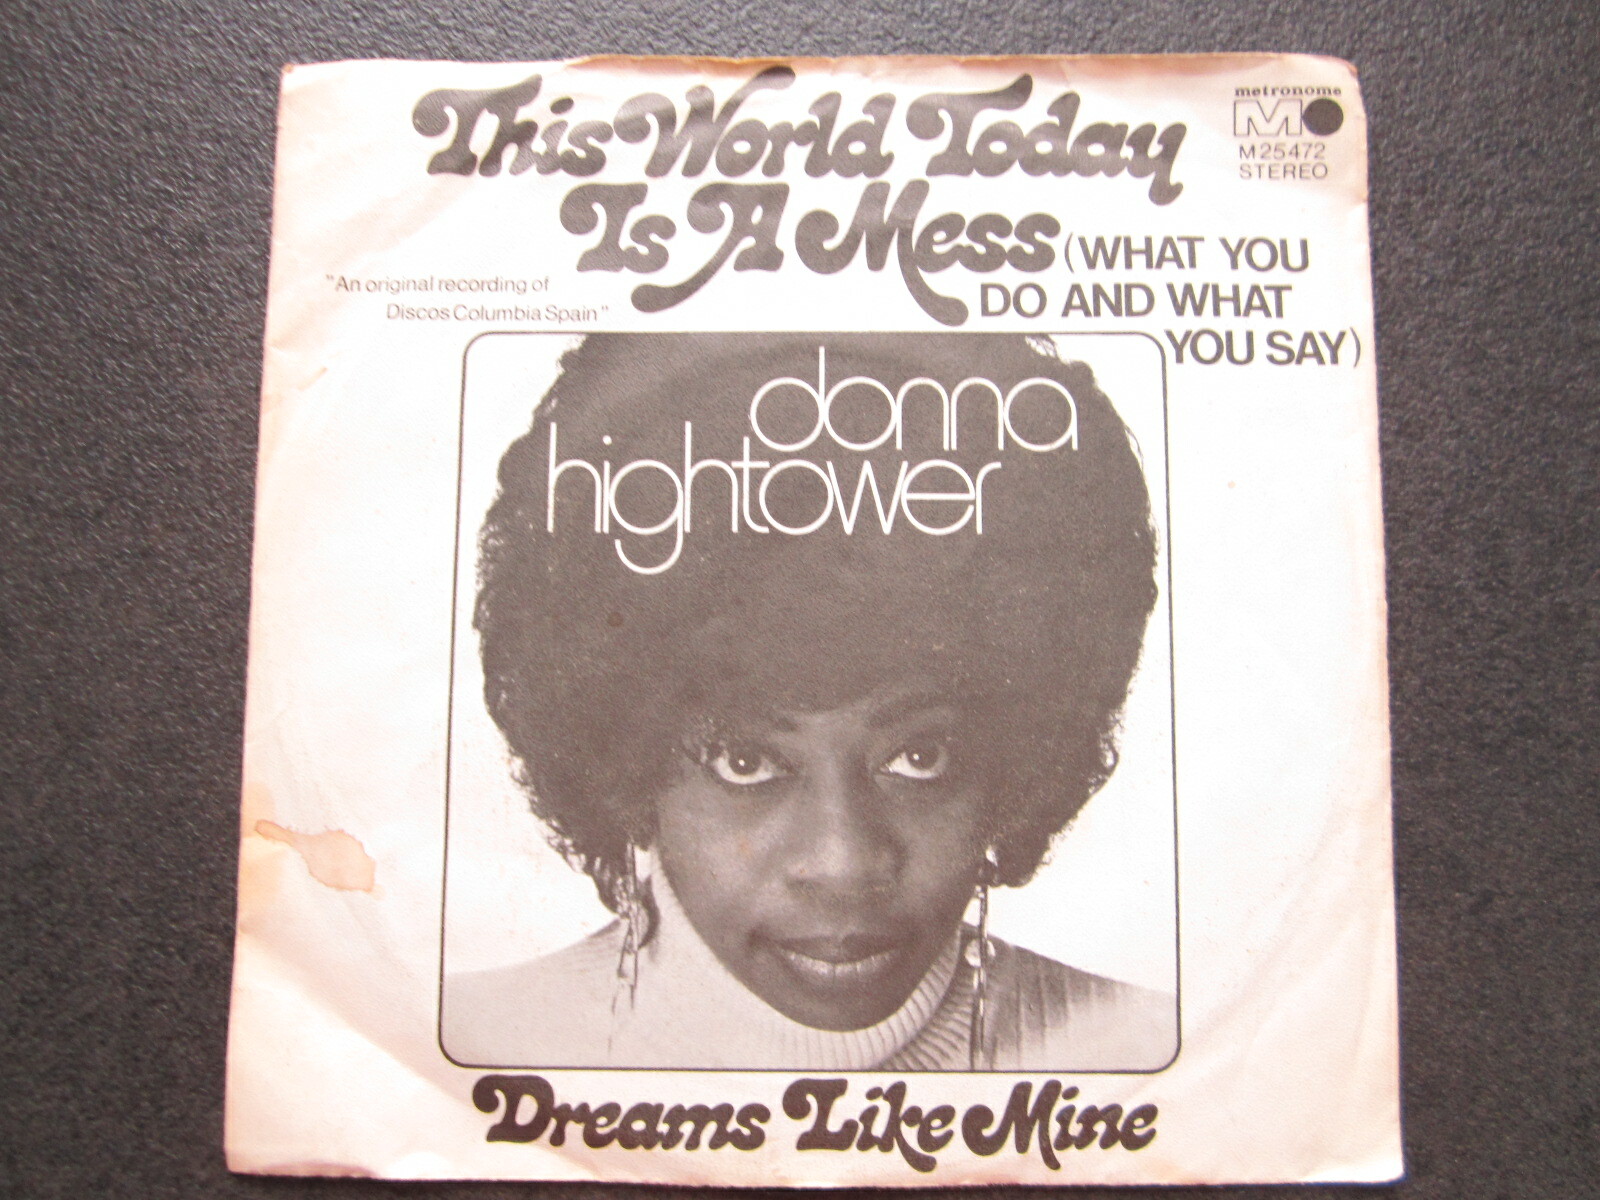 This World Today
Is A Mess (WHAT YOU
DO AND WHAT
YOU SAY)
metronome
M
M 25472
STEREO
"An original recording of
Discos Columbia Spain"
donna
hightower
Dreams Like Mine